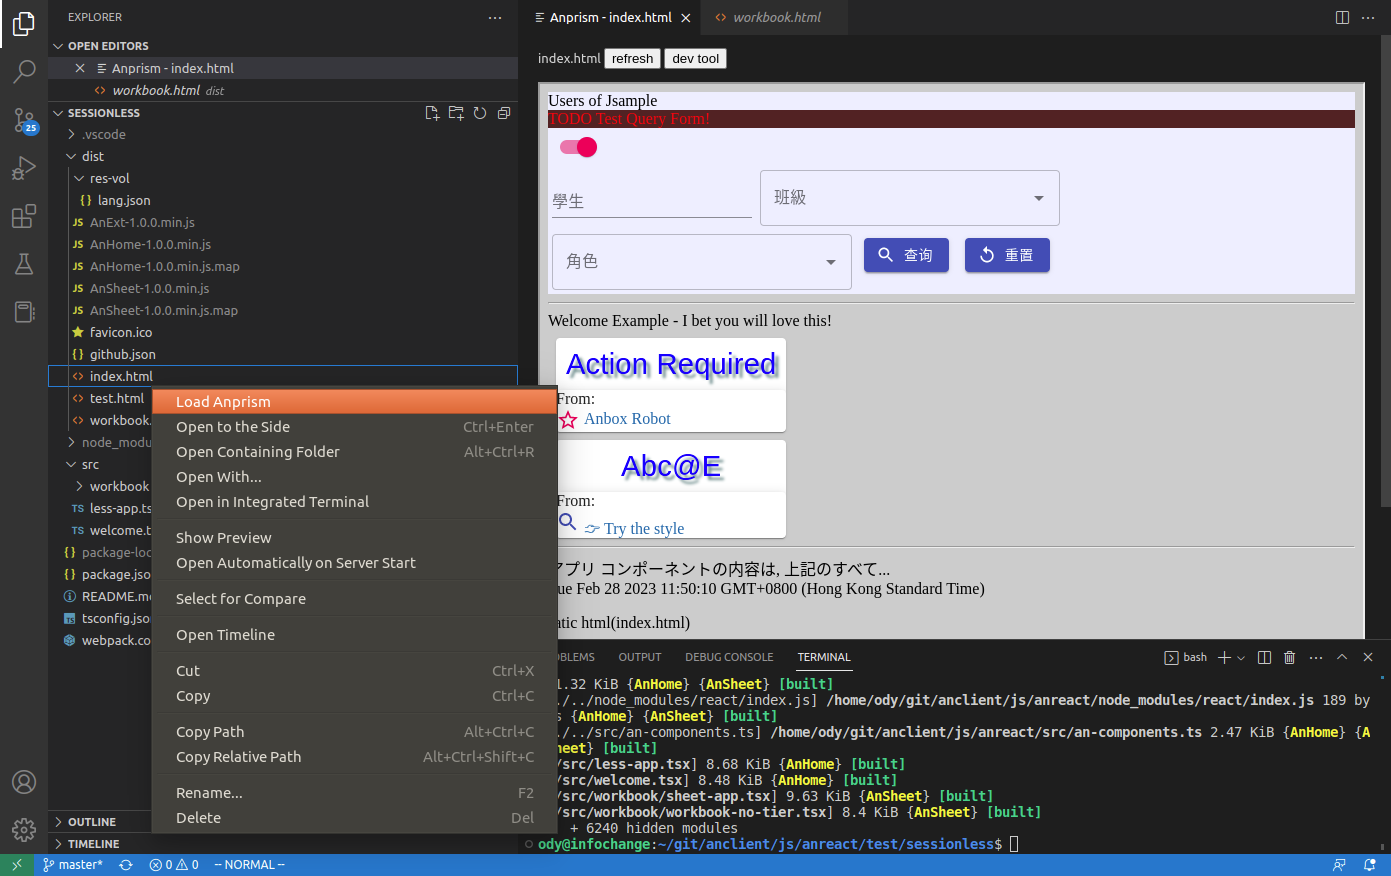 EXPLORER
OPEN EDITORS
Anprism - index.html
workbook.html dist
SESSIONLESS
.vscode
dist
res-vol
lang.json
JS AnExt-1.0.0.min.js
JS AnHome-1.0.0.min.js
JS AnHome-1.0.0.min.js.map
JS AnSheet-1.0.0.min.js
JS AnSheet-1.0.0.min.js.map
favicon.ico
github.json
index.html
test.html
workbook.
node_modu
src
workbook
TS less-app.ts
TS welcome.t
package-loc
package.jso
README.m
tsconfig.jso
webpack.co
OUTLINE
TIMELINE
25
Load Anprism
Open to the Side Ctrl+Enter
Open Containing Folder Alt+Ctrl+R
Open With...
Open in Integrated Terminal
Show Preview
Open Automatically on Server Start
Select for Compare
Open Timeline
Cut Ctrl+X
Copy Ctrl+C
Copy Path Alt+Ctrl+C
Copy Relative Path Alt+Ctrl+Shift+C
Rename... F2
Delete Del
Anprism - index.html
workbook.html
index.html refresh dev tool
Users of Jsample
TODO Test Query Form!
學生
班級
角色
查询
重置
Welcome Example - I bet you will love this!
Action Required
From:
Anbox Robot
Abc@E
From:
👉 Try the style
アプリ コンポーネントの内容は, 上記のすべて...
ue Feb 28 2023 11:50:10 GMT+0800 (Hong Kong Standard Time)
atic html(index.html)
OBLEMS OUTPUT DEBUG CONSOLE TERMINAL
bash
1.32 KiB {AnHome} {AnSheet} [built]
./../node_modules/react/index.js] /home/ody/git/anclient/js/anreact/node_modules/react/index.js 189 by
s {AnHome} {AnSheet} [built]
./../src/an-components.ts] /home/ody/git/anclient/js/anreact/src/an-components.ts 2.47 KiB {AnHome} {A
heet} [built]
/src/less-app.tsx] 8.68 KiB {AnHome} [built]
/src/welcome.tsx] 8.48 KiB {AnHome} [built]
/src/workbook/sheet-app.tsx] 9.63 KiB {AnSheet} [built]
/src/workbook/workbook-no-tier.tsx] 8.4 KiB {AnSheet} [built]
+ 6240 hidden modules
ody@infochange:~/git/anclient/js/anreact/test/sessionless$
master* 0 0 -- NORMAL --